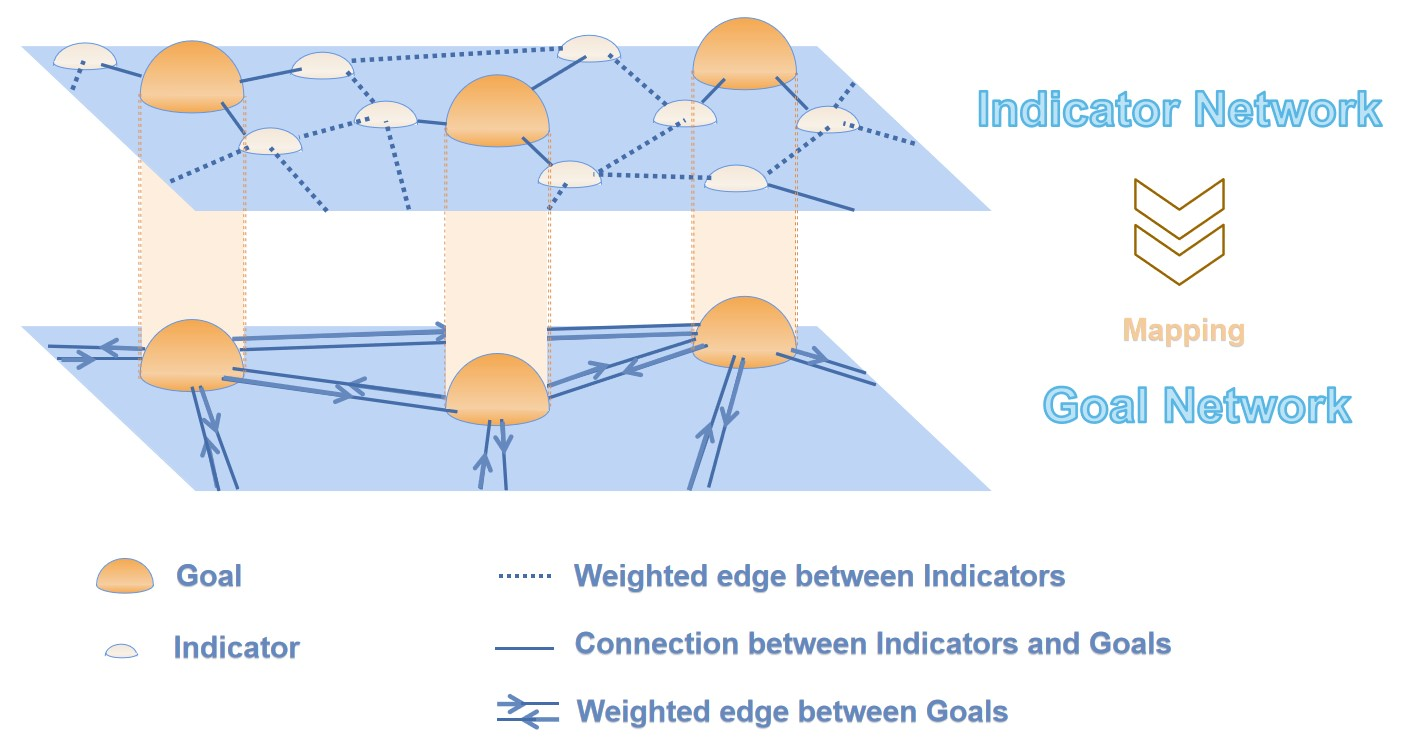 Indicator Network
Mapping
Goal Network
Goal
Weighted edge between Indicators
Indicator
Connection between Indicators and Goals
Weighted edge between Goals